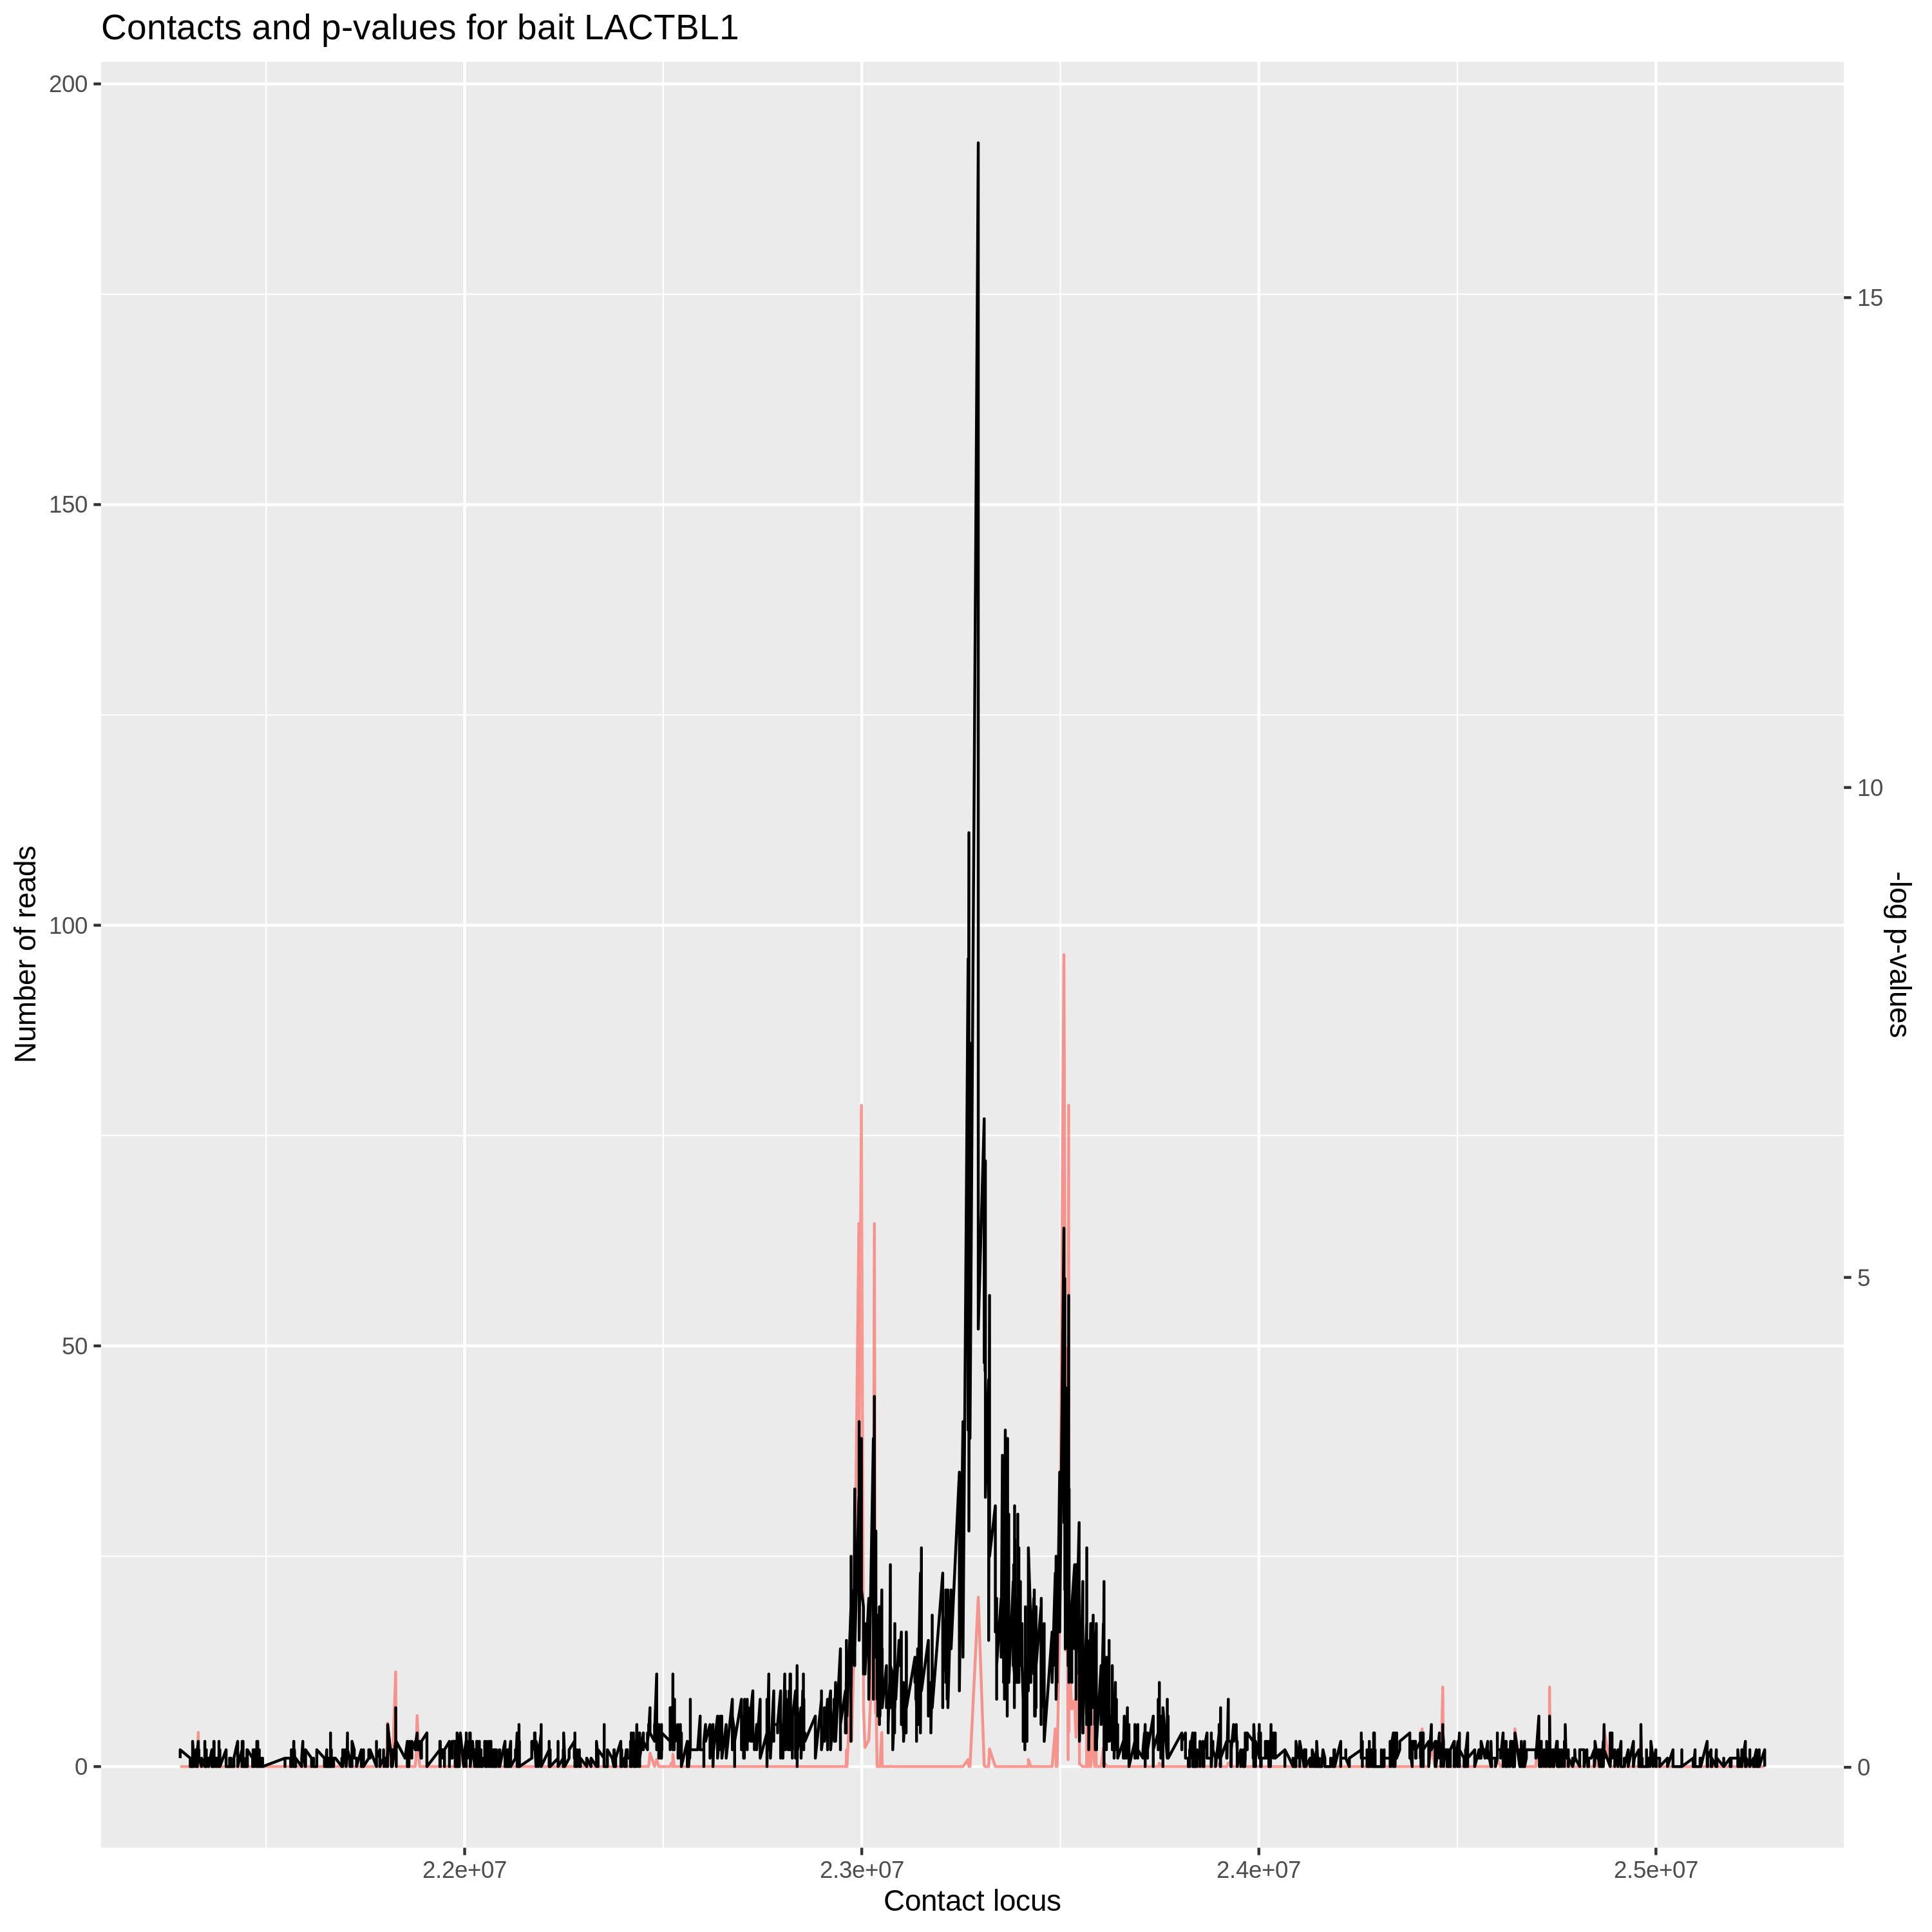 Contacts and p-values for bait LACTBL1
200
150
100
50
0
Number of reads
15
10
5
0
-log p-values
2.2e+07
2.3e+07
2.4e+07
2.5e+07
Contact locus